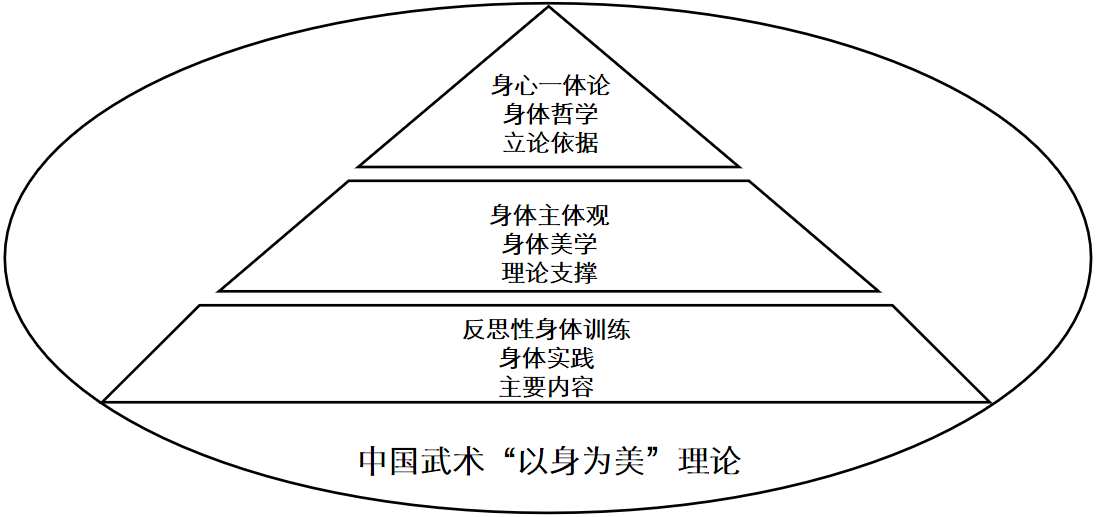 身心一体论
身体哲学
立论依据
身体主体观
身体美学
理论支撑
反思性身体训练
身体实践
主要内容
中国武术“以身为美”理论